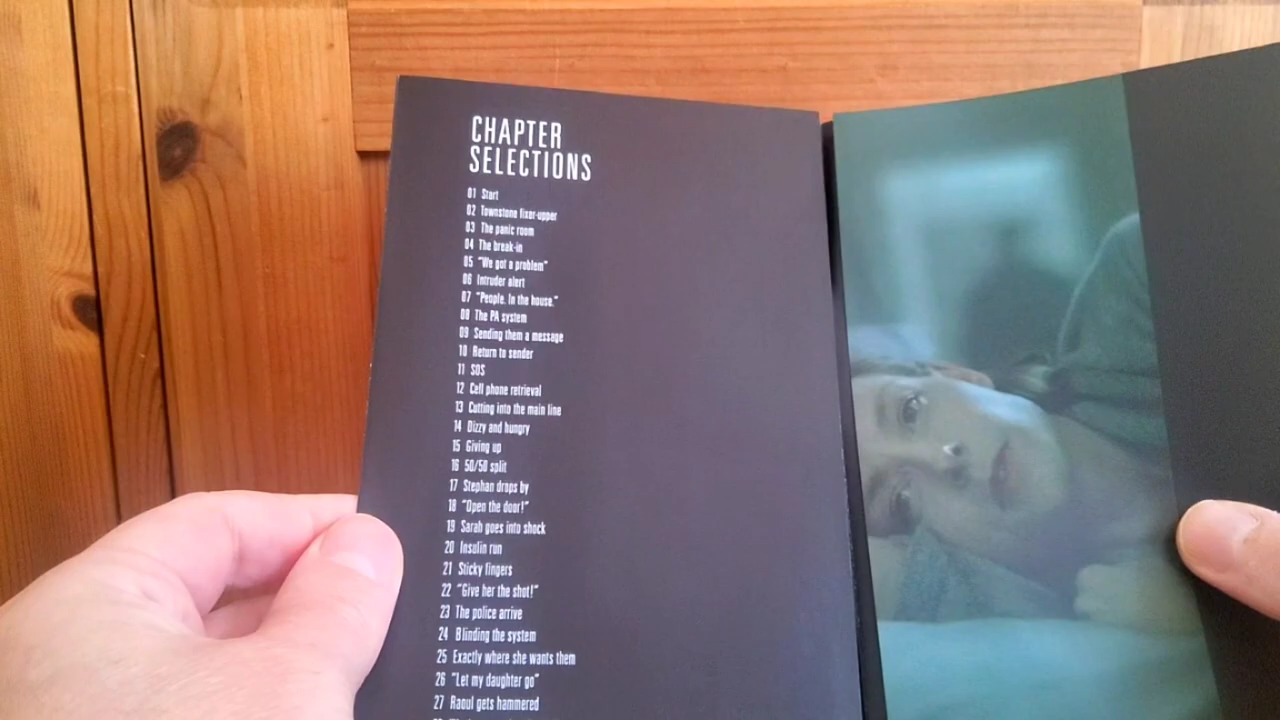 CHAPTER
SELECTIONS
01 Start
02 Townstone fixer-upper
03 The panic room
04 The break-in
05 "We got a problem"
06 Intruder alert
07 "People. In the house."
08 The PA system
09 Sending them a message
10 Return to sender
11 SOS
12 Cell phone retrieval
13 Cutting into the main line
14 Dizzy and hungry
15 Giving up
16 50/50 split
17 Stephan drops by
18 "Open the door!"
19 Sarah goes into shock
20 Insulin run
21 Sticky fingers
22 "Give her the shot!"
23 The police arrive
24 Blinding the system
25 Exactly where she wants them
26 "Let my daughter go"
27 Raoul gets hammered